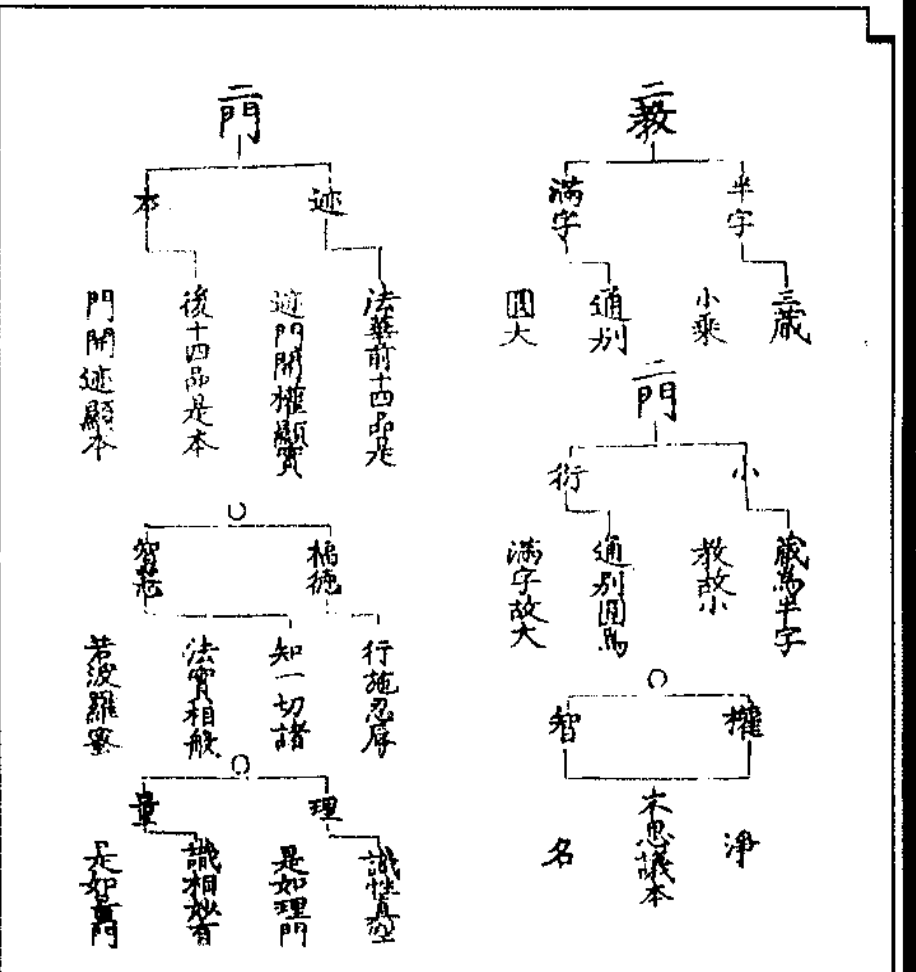 二教
半字
三藏
小乘
滿字
通別
圓大
二門
小
藏為半字
教故小
衍
通別圓為
滿字故大
權
智
淨
不思議本
名
二門
迹
法華前十四品是
迹門開權顯實
本
後十四品是本
門開迹顯本
福德
行施忍辱
智慧
知一切諸
法實相般
若波羅蜜
理
識性真空
是如理門
量
識相妙有
是如量門